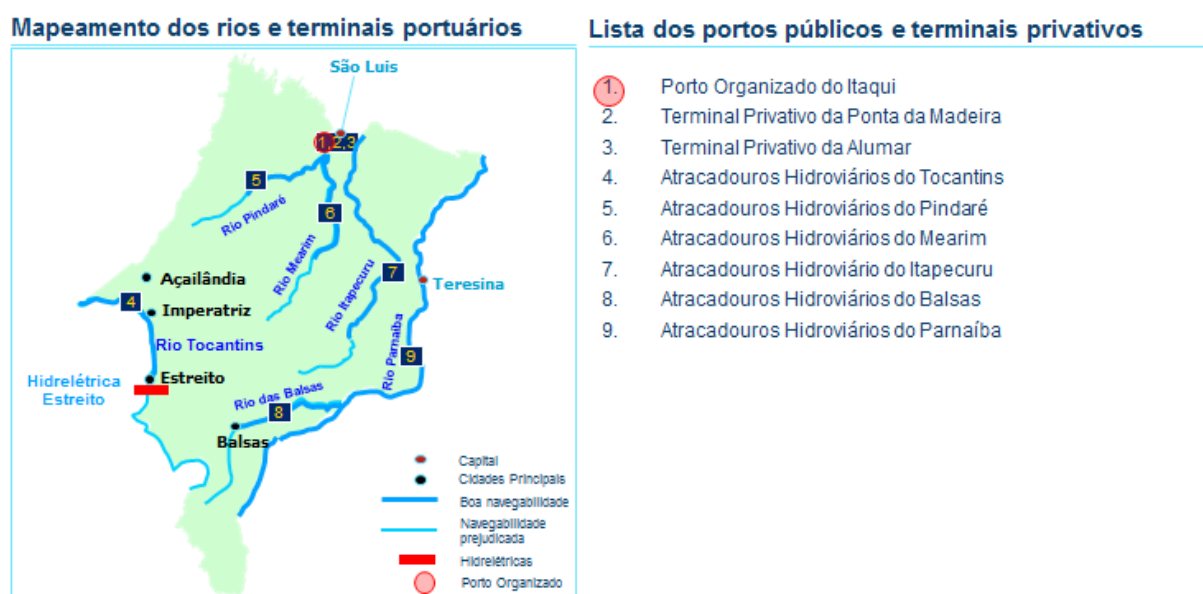 Mapeamento dos rios e terminais portuários
São Luis
1,2,3
5
Rio Pindaré
6
Rio Mearim
7
Rio Itapecuru
Açailândia
Teresina
4
Imperatriz
Rio Tocantins
9
Rio Parnaíba
Estreito
Hidrelétrica
Estreito
Rio das Balsas
8
Balsas
Capital
Cidades Principais
Boa navegabilidade
Navegabilidade
prejudicada
Hidrelétricas
Porto Organizado
Lista dos portos públicos e terminais privativos
1. Porto Organizado do Itaqui
2. Terminal Privativo da Ponta da Madeira
3. Terminal Privativo da Alumar
4. Atracadouros Hidroviários do Tocantins
5. Atracadouros Hidroviários do Pindaré
6. Atracadouros Hidroviários do Mearim
7. Atracadouros Hidroviário do Itapecuru
8. Atracadouros Hidroviários do Balsas
9. Atracadouros Hidroviários do Parnaíba